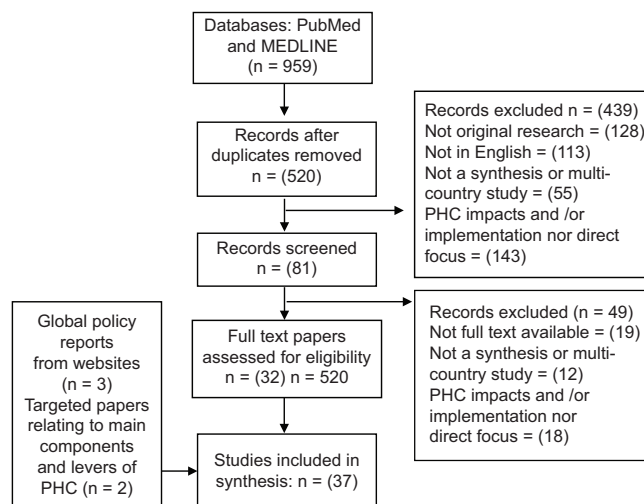 Databases: PubMed
and MEDLINE
(n = 959)
Records after
duplicates removed
n = (520)
Records excluded n = (439)
Not original research = (128)
Not in English = (113)
Not a synthesis or multi-
country study = (55)
PHC impacts and /or
implementation nor direct
focus = (143)
Records screened
n = (81)
Records excluded (n = 49)
Not full text available = (19)
Not a synthesis or multi-
country study = (12)
PHC impacts and /or
implementation nor
direct focus = (18)
Full text papers
assessed for eligibility
n = (32) n = 520
Global policy
reports
from websites
(n = 3)
Targeted papers
relating to main
components
and levers of
PHC (n = 2)
Studies included in
synthesis: n = (37)